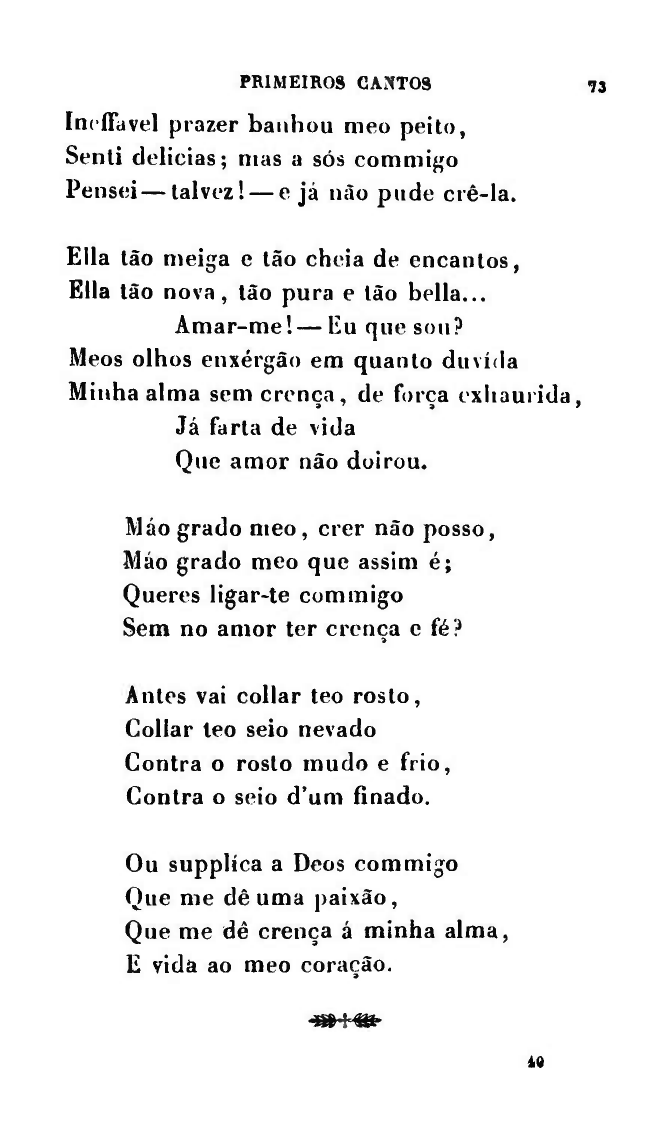 PRIMEIROS CANTOS 73
Ineffavel prazer banhou meo peito,
Senti delicias; mas a sós commigo
Pensei—talvez!—e já não pude crê-la.
Ella tão meiga e tão cheia de encantos,
Ella tão nova, tão pura e tão bella...
Amar-me!—Eu que sou?
Meos olhos enxérgão em quanto duvída
Minha alma sem crença, de força exhaurida,
Já farta de vida
Que amor não doirou.
Máo grado meo, crer não posso,
Máo grado meo que assim é;
Queres ligar-te commigo
Sem no amor ter crença e fé?
Antes vai collar teo rosto,
Collar teo seio nevado
Contra o rosto mudo e frio,
Contra o seio d'um finado.
Ou supplíca a Deos commigo
Que me dê uma paixão,
Que me dê crença á minha alma,
E vida ao meo coração.
10